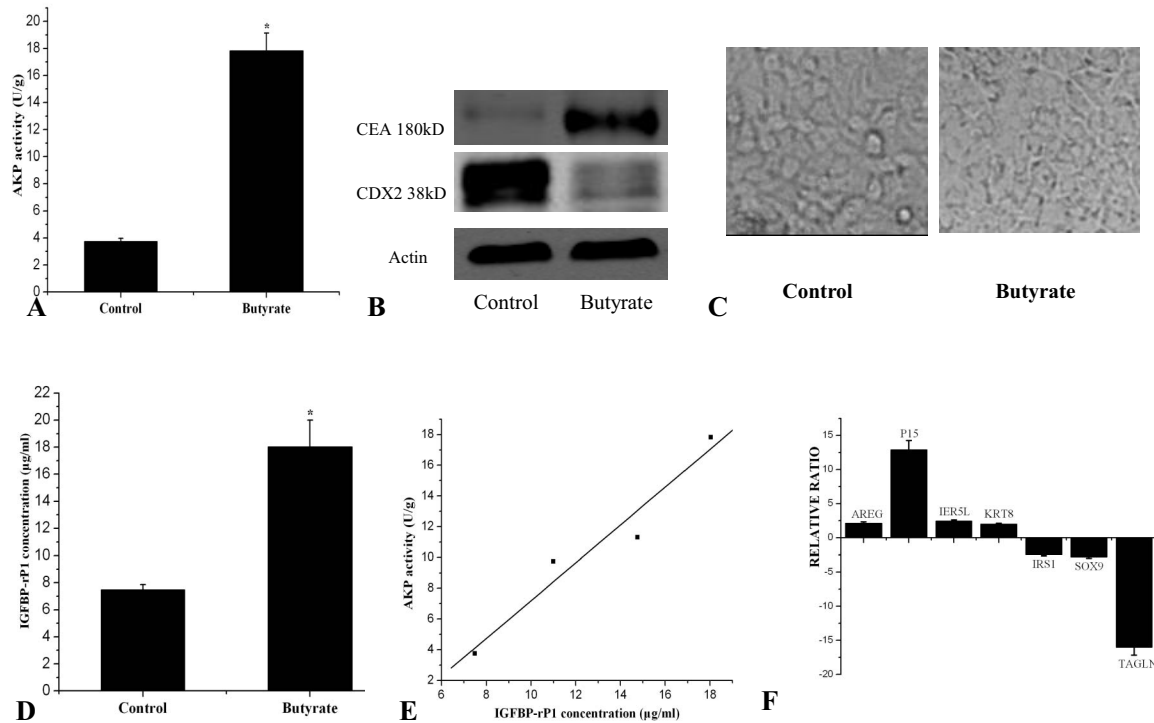 20
18
16
14
12
10
8
6
4
2
0
AKP activity (U/g)
*
Control
Butyrate
A
CEA 180kD
CDX2 38kD
Actin
Control
Butyrate
B
Control
Butyrate
C
22
20
18
16
14
12
10
8
6
4
2
0
IGFBP-rP1 concentration (µg/ml)
*
Control
Butyrate
D
18
16
14
12
10
8
6
4
2
AKP activity (U/g)
6 8 10 12 14 16 18
IGFBP-rP1 concentration (µg/ml)
E
15
10
5
0
-5
-10
-15
-20
RELATIVE RATIO
AREG
P15
IER5L
KRT8
IRS1
SOX9
TAGLN
F